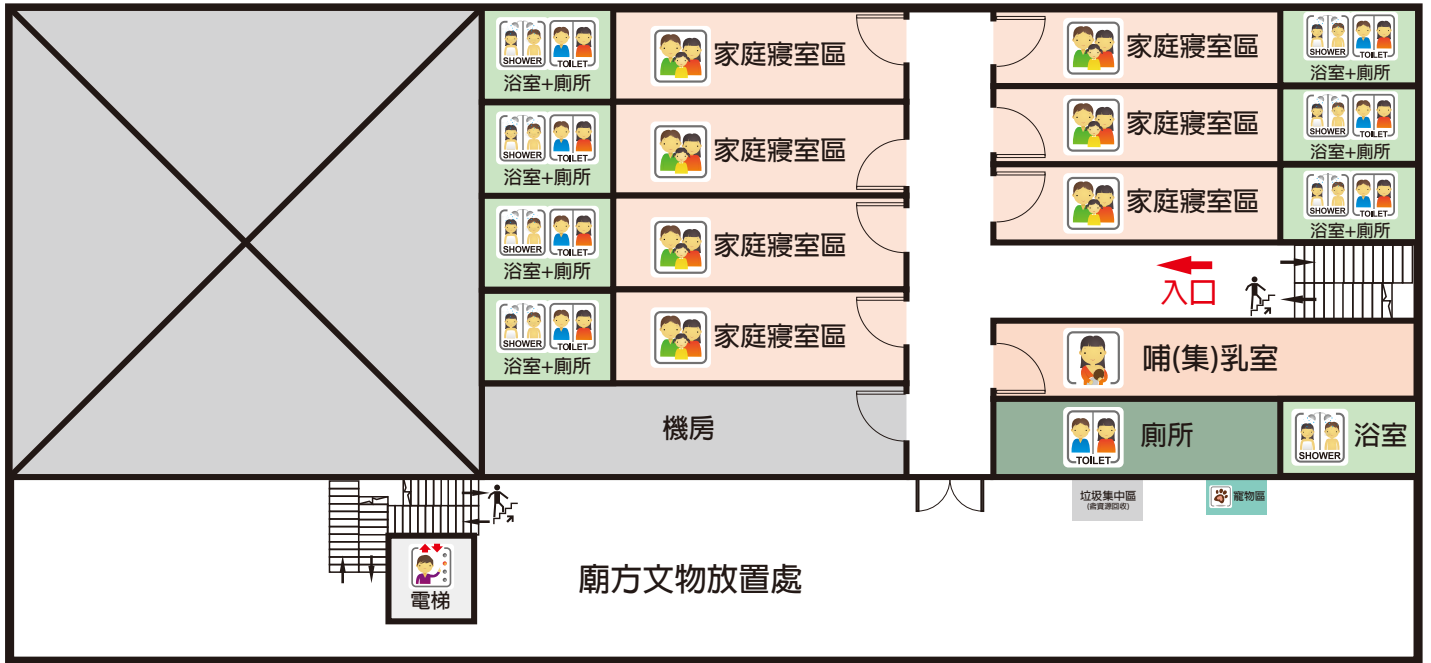 SHOWER TOILET
浴室+廁所
家庭寢室區
家庭寢室區
SHOWER TOILET
浴室+廁所
SHOWER TOILET
浴室+廁所
家庭寢室區
家庭寢室區
SHOWER TOILET
浴室+廁所
SHOWER TOILET
浴室+廁所
家庭寢室區
家庭寢室區
SHOWER TOILET
浴室+廁所
入口
SHOWER TOILET
浴室+廁所
家庭寢室區
哺(集)乳室
機房
TOILET
廁所
SHOWER
浴室
垃圾集中區
(含資源回收)
寵物區
電梯
廟方文物放置處